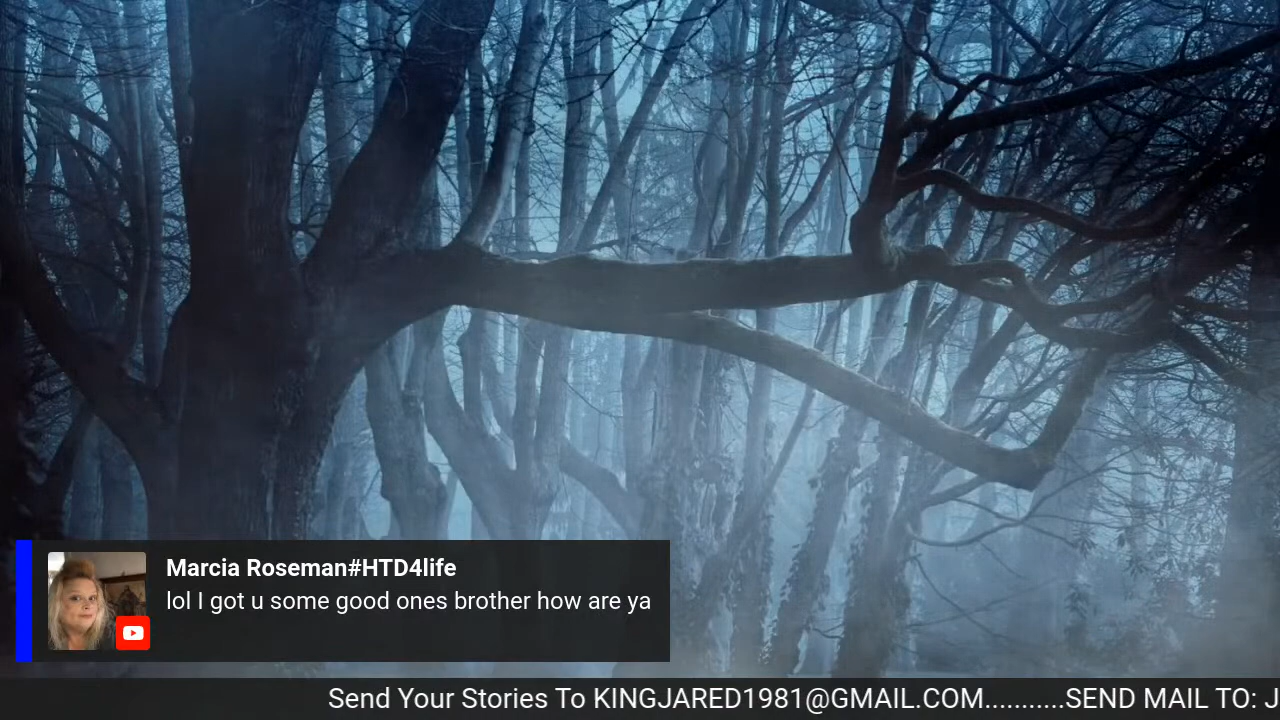 Marcia Roseman#HTD4life
lol I got u some good ones brother how are ya
Send Your Stories To KINGJARED1981@GMAIL.COM...........SEND MAIL TO: J